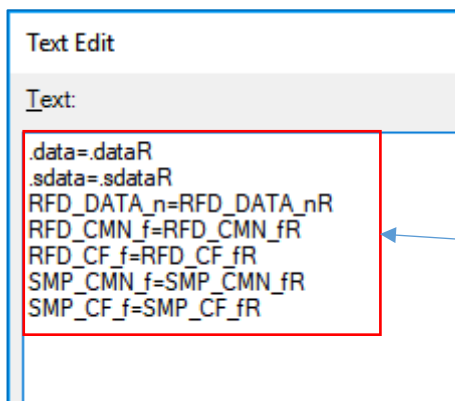 Text Edit
Text:
.data=.dataR
.sdata=.sdataR
RFD_DATA_n=RFD_DATA_nR
RFD_CMN_f=RFD_CMN_fR
RFD_CF_f=RFD_CF_fR
SMP_CMN_f=SMP_CMN_fR
SMP_CF_f=SMP_CF_fR